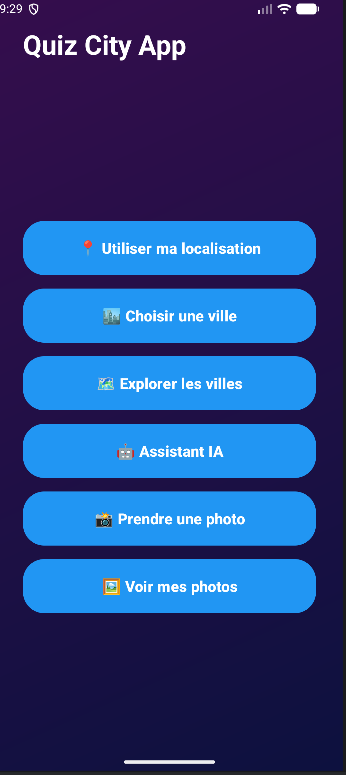 9:29
Quiz City App
📍 Utiliser ma localisation
🏙️ Choisir une ville
🗺️ Explorer les villes
🤖 Assistant IA
📸 Prendre une photo
🖼️ Voir mes photos